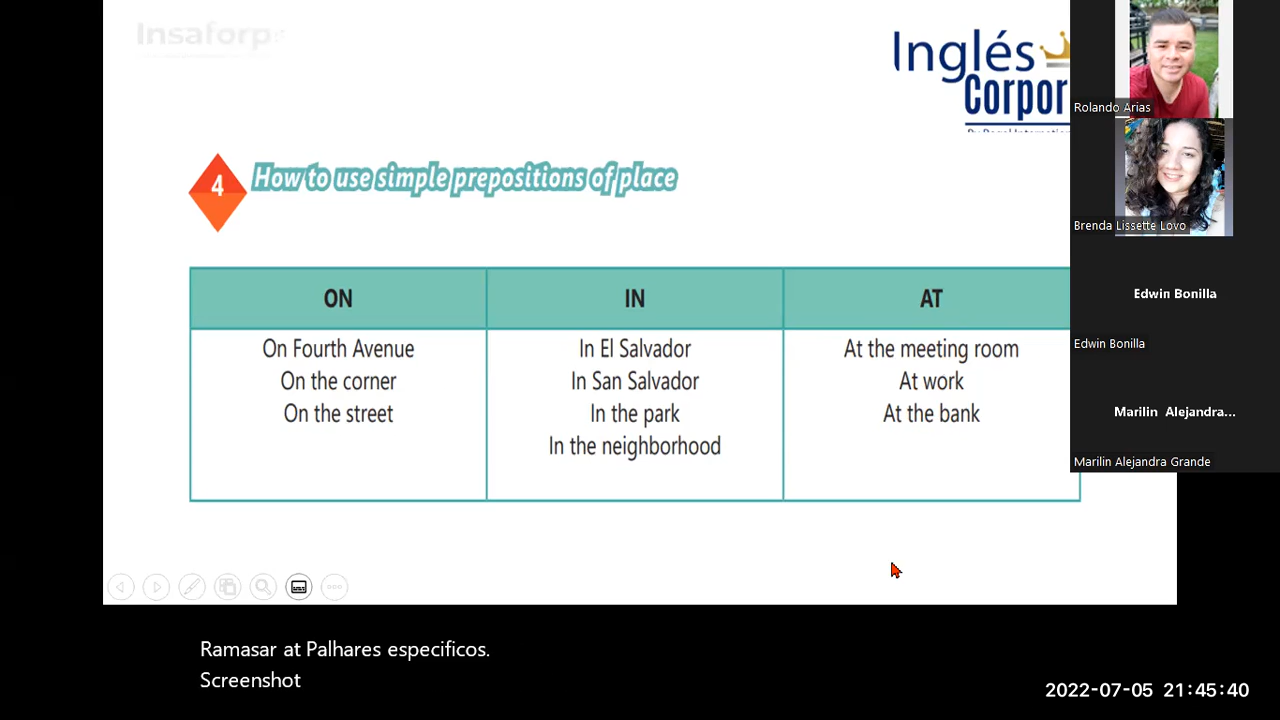 Insaforp
Inglés
Corpor
Rolando Arias
Brenda Lissette Lovo
Edwin Bonilla
Edwin Bonilla
Marilin Alejandra...
Marilin Alejandra Grande
4
How to use simple prepositions of place
ON IN AT
On Fourth Avenue In El Salvador At the meeting room
On the corner In San Salvador At work
On the street In the park At the bank
In the neighborhood
Ramasar at Palhares especificos.
Screenshot
2022-07-05 21:45:40